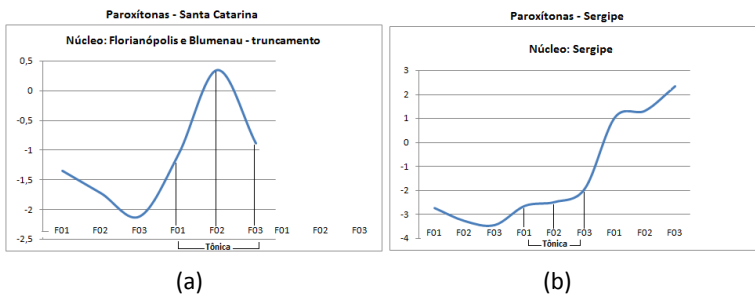 Paroxítonas - Santa Catarina
Núcleo: Florianópolis e Blumenau - truncamento
0,5
0
-0,5
-1
-1,5
-2
-2,5
F01 F02 F03 F01 F02 F03 F01 F02 F03
Tônica
(a)
Paroxítonas - Sergipe
Núcleo: Sergipe
3
2
1
0
-1
-2
-3
-4
F01 F02 F03 F01 F02 F03 F01 F02 F03
Tônica
(b)